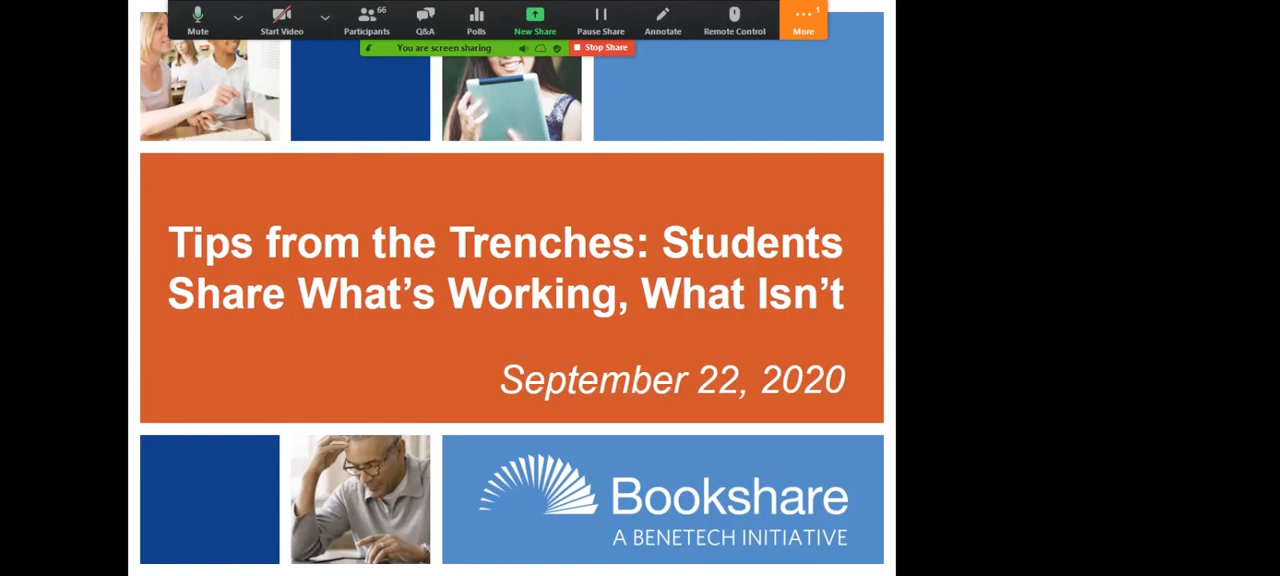 66
1
Mute
Start Video
Participants
Q&A
Polls
New Share
Pause Share
Annotate
Remote Control
More
You are screen sharing
Stop Share
Tips from the Trenches: Students
Share What's Working, What Isn't
September 22, 2020
Bookshare
A BENETECH INITIATIVE